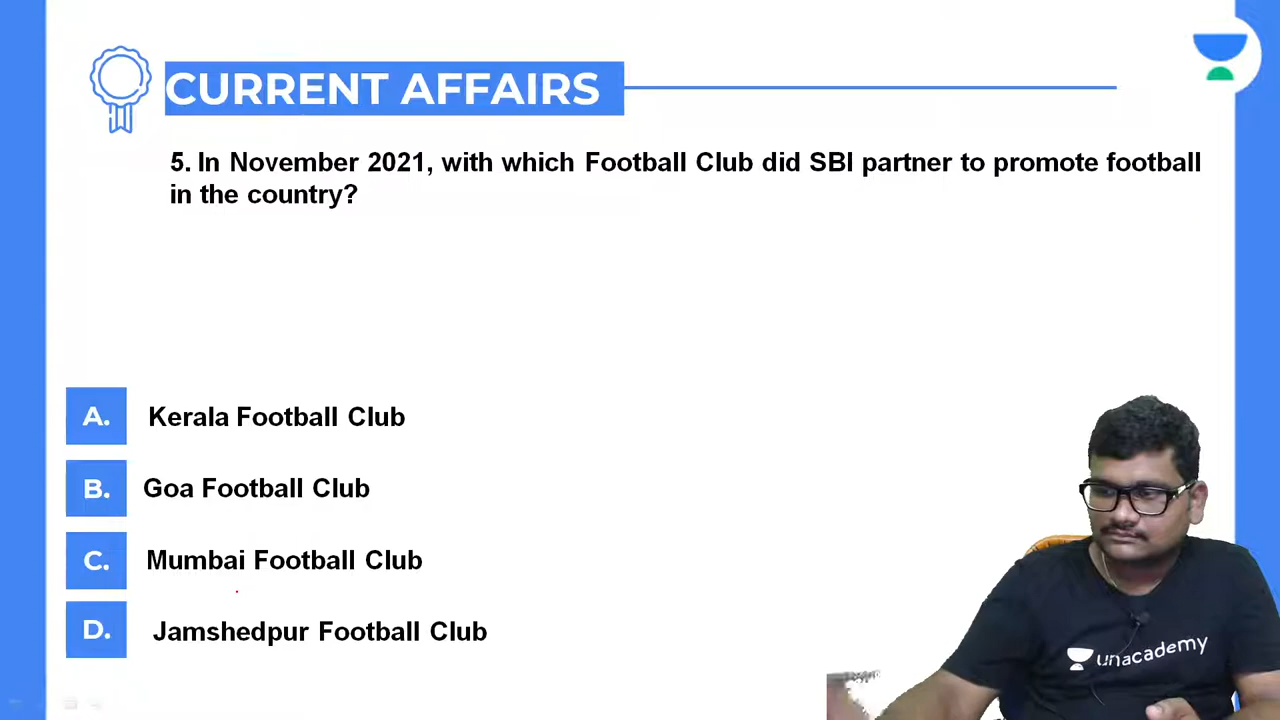 CURRENT AFFAIRS
5. In November 2021, with which Football Club did SBI partner to promote football
in the country?
A. Kerala Football Club
B. Goa Football Club
C. Mumbai Football Club
D. Jamshedpur Football Club
unacademy